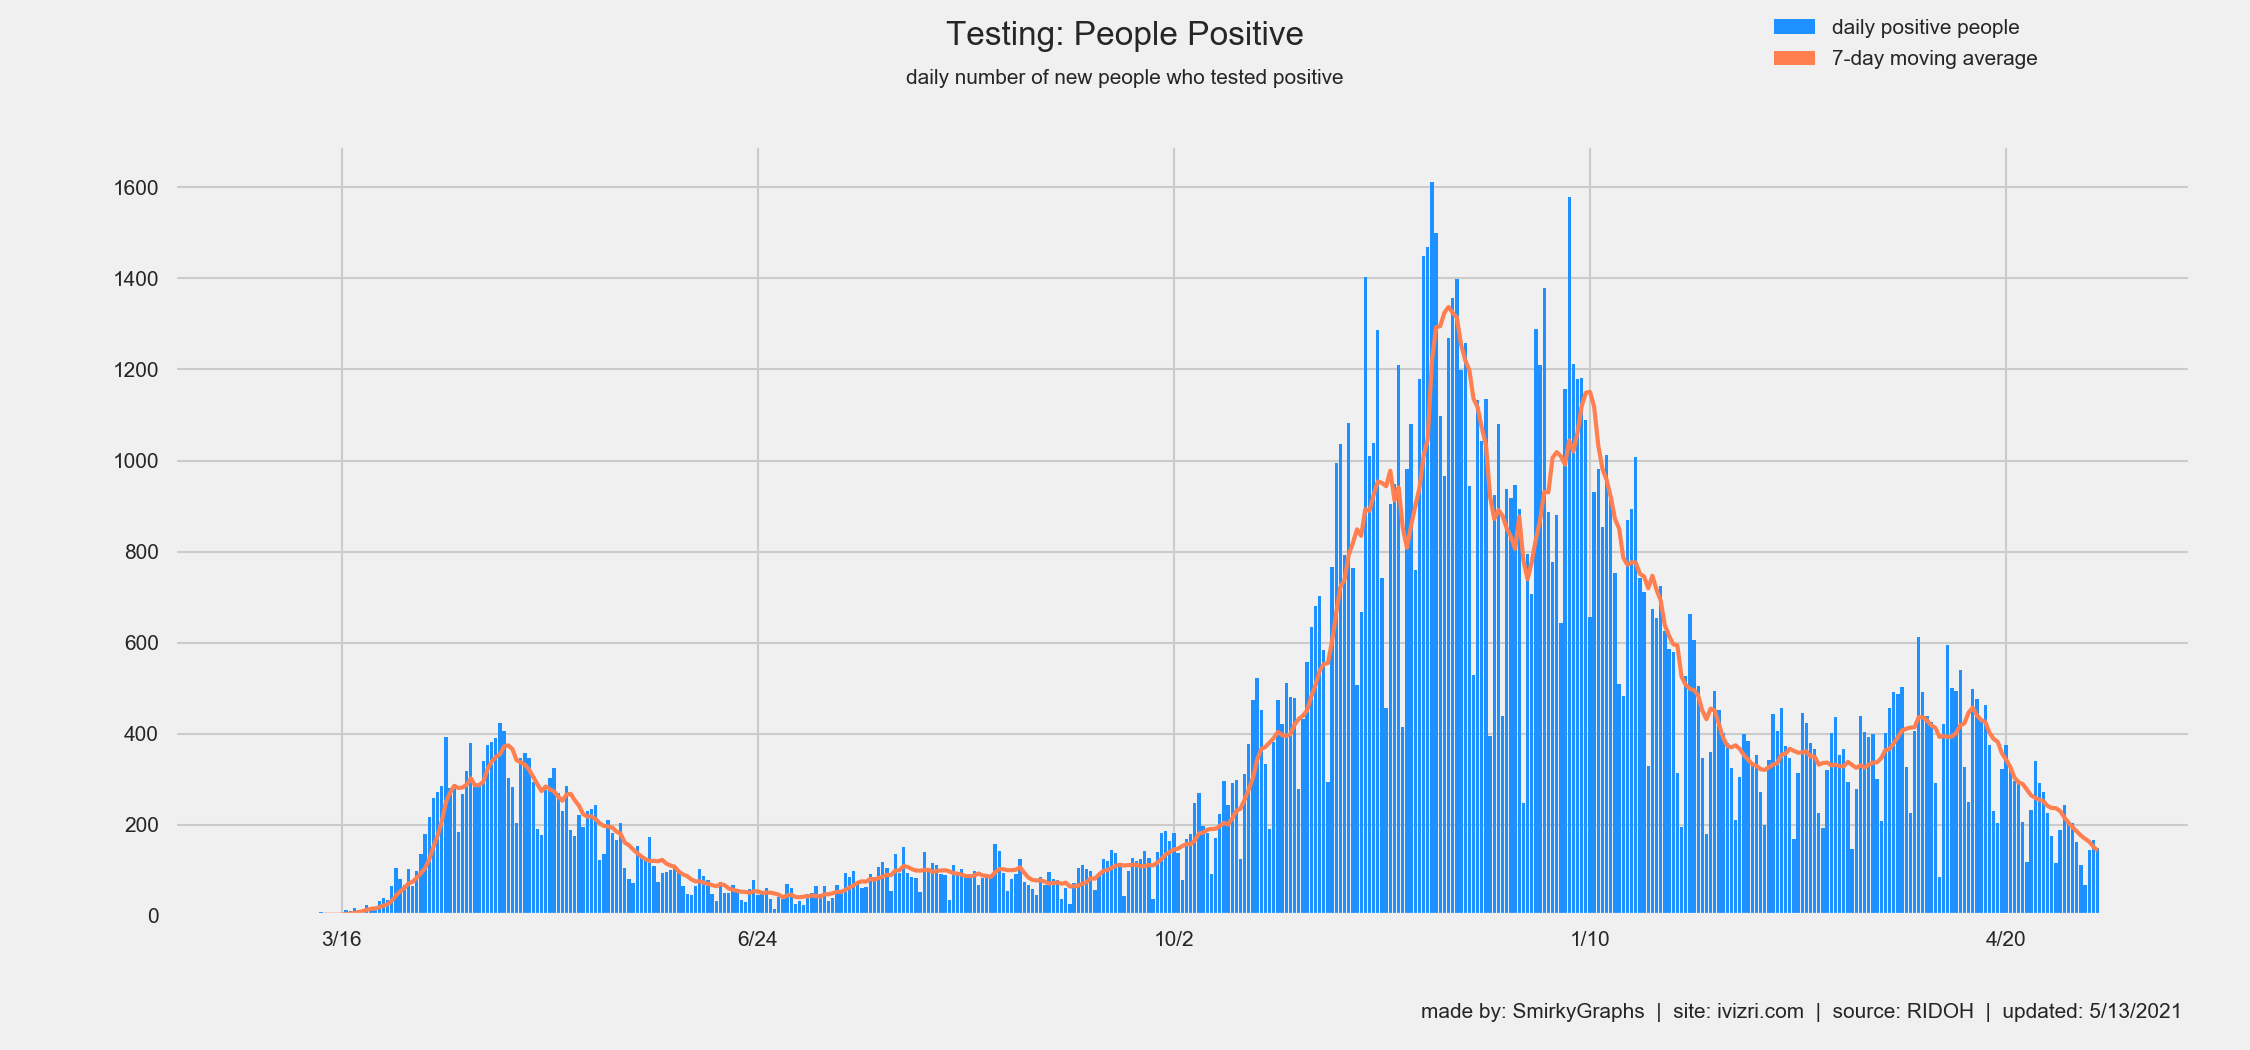 Testing: People Positive
daily number of new people who tested positive
daily positive people
7-day moving average
1600
1400
1200
1000
800
600
400
200
0
3/16
6/24
10/2
1/10
4/20
made by: SmirkyGraphs | site: ivizri.com | source: RIDOH | updated: 5/13/2021